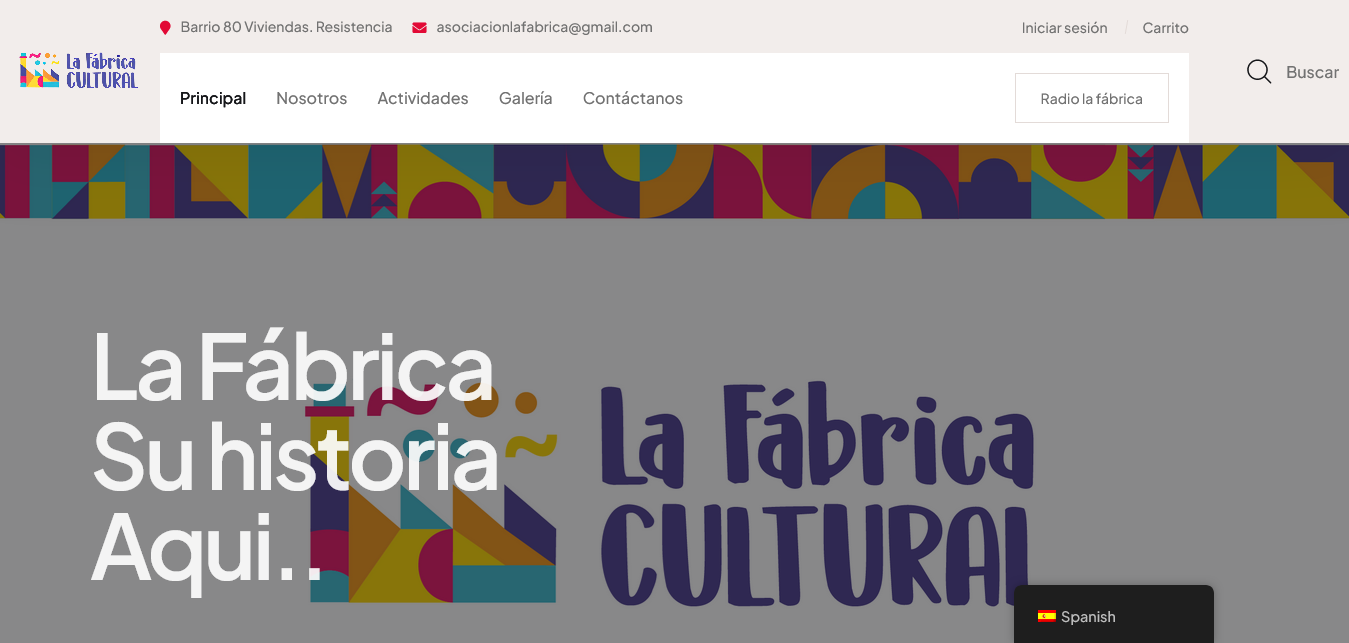 Barrio 80 Viviendas. Resistencia asociacionlafabrica@gmail.com Iniciar sesión Carrito
La Fábrica
CULTURAL
Principal Nosotros Actividades Galería Contáctanos Radio la fábrica Buscar
La Fábrica
Su historia
Aqui..
La Fábrica
CULTURAL
Spanish